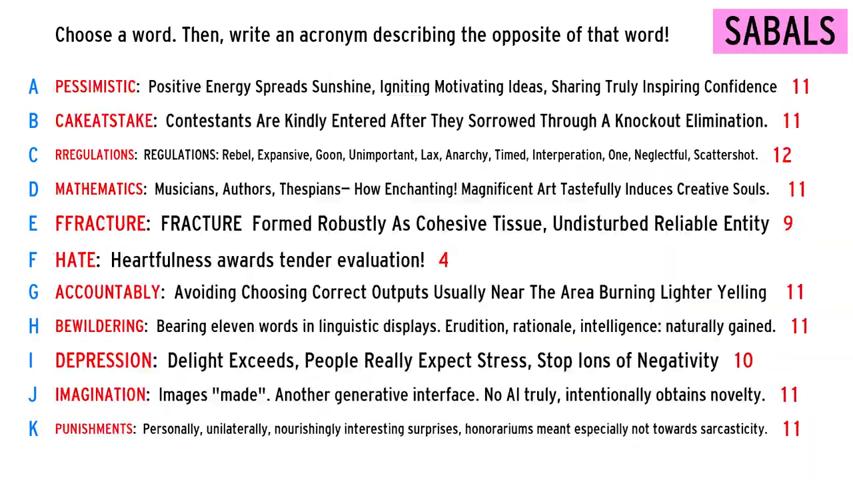 Choose a word. Then, write an acronym describing the opposite of that word!
SABALS
A PESSIMISTIC: Positive Energy Spreads Sunshine, Igniting Motivating Ideas, Sharing Truly Inspiring Confidence 11
B CAKEATSTAKE: Contestants Are Kindly Entered After They Sorrowed Through A Knockout Elimination. 11
C RREGULATIONS: REGULATIONS: Rebel, Expansive, Goon, Unimportant, Lax, Anarchy, Timed, Interperation, One, Neglectful, Scattershot. 12
D MATHEMATICS: Musicians, Authors, Thespians— How Enchanting! Magnificent Art Tastefully Induces Creative Souls. 11
E FFRACTURE: FRACTURE Formed Robustly As Cohesive Tissue, Undisturbed Reliable Entity 9
F HATE: Heartfulness awards tender evaluation! 4
G ACCOUNTABLY: Avoiding Choosing Correct Outputs Usually Near The Area Burning Lighter Yelling 11
H BEWILDERING: Bearing eleven words in linguistic displays. Erudition, rationale, intelligence: naturally gained. 11
I DEPRESSION: Delight Exceeds, People Really Expect Stress, Stop Ions of Negativity 10
J IMAGINATION: Images "made". Another generative interface. No AI truly, intentionally obtains novelty. 11
K PUNISHMENTS: Personally, unilaterally, nourishingly interesting surprises, honorariums meant especially not towards sarcasticity. 11